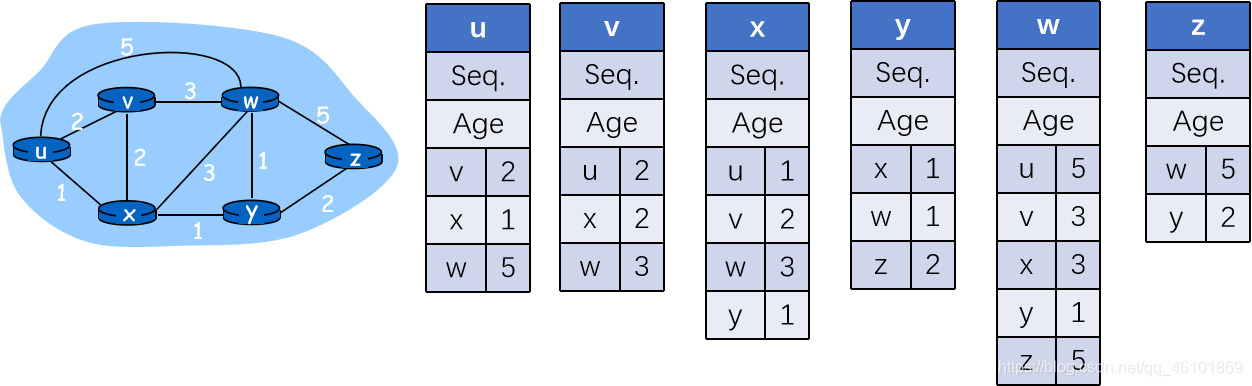 5
v
3
w
2
5
u
2
3
1
z
1
x
1
y
2
u
Seq.
Age
v 2
x 1
w 5
v
Seq.
Age
u 2
x 2
w 3
x
Seq.
Age
u 1
v 2
w 3
y 1
y
Seq.
Age
x 1
w 1
z 2
w
Seq.
Age
u 5
v 3
x 3
y 1
z 5
z
Seq.
Age
w 5
y 2
https://blog.csdn.net/qq_46101869